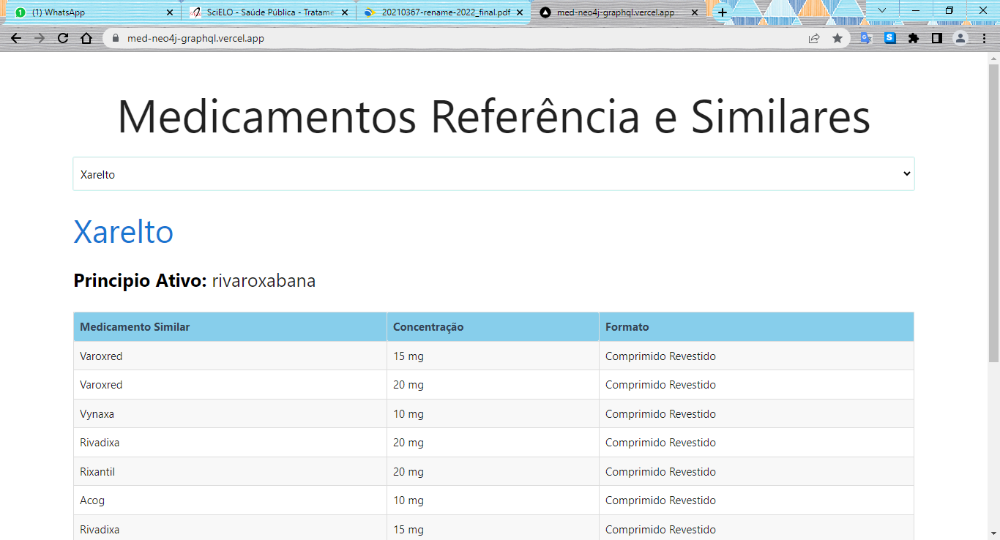 (1) WhatsApp
SciELO - Saúde Pública - Tratame
20210367-rename-2022_final.pdf
med-neo4j-graphql.vercel.app
med-neo4j-graphql.vercel.app
Medicamentos Referência e Similares
Xarelto
Xarelto
Principio Ativo: rivaroxabana
Medicamento Similar Concentração Formato
Varoxred 15 mg Comprimido Revestido
Varoxred 20 mg Comprimido Revestido
Vynaxa 10 mg Comprimido Revestido
Rivadixa 20 mg Comprimido Revestido
Rixantil 20 mg Comprimido Revestido
Acog 10 mg Comprimido Revestido
Rivadixa 15 mg Comprimido Revestido